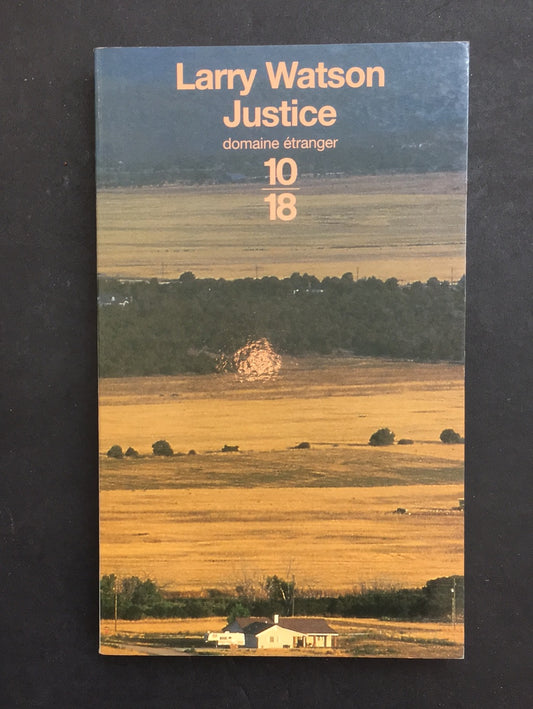 Larry Watson
Justice
domaine étranger
10
18